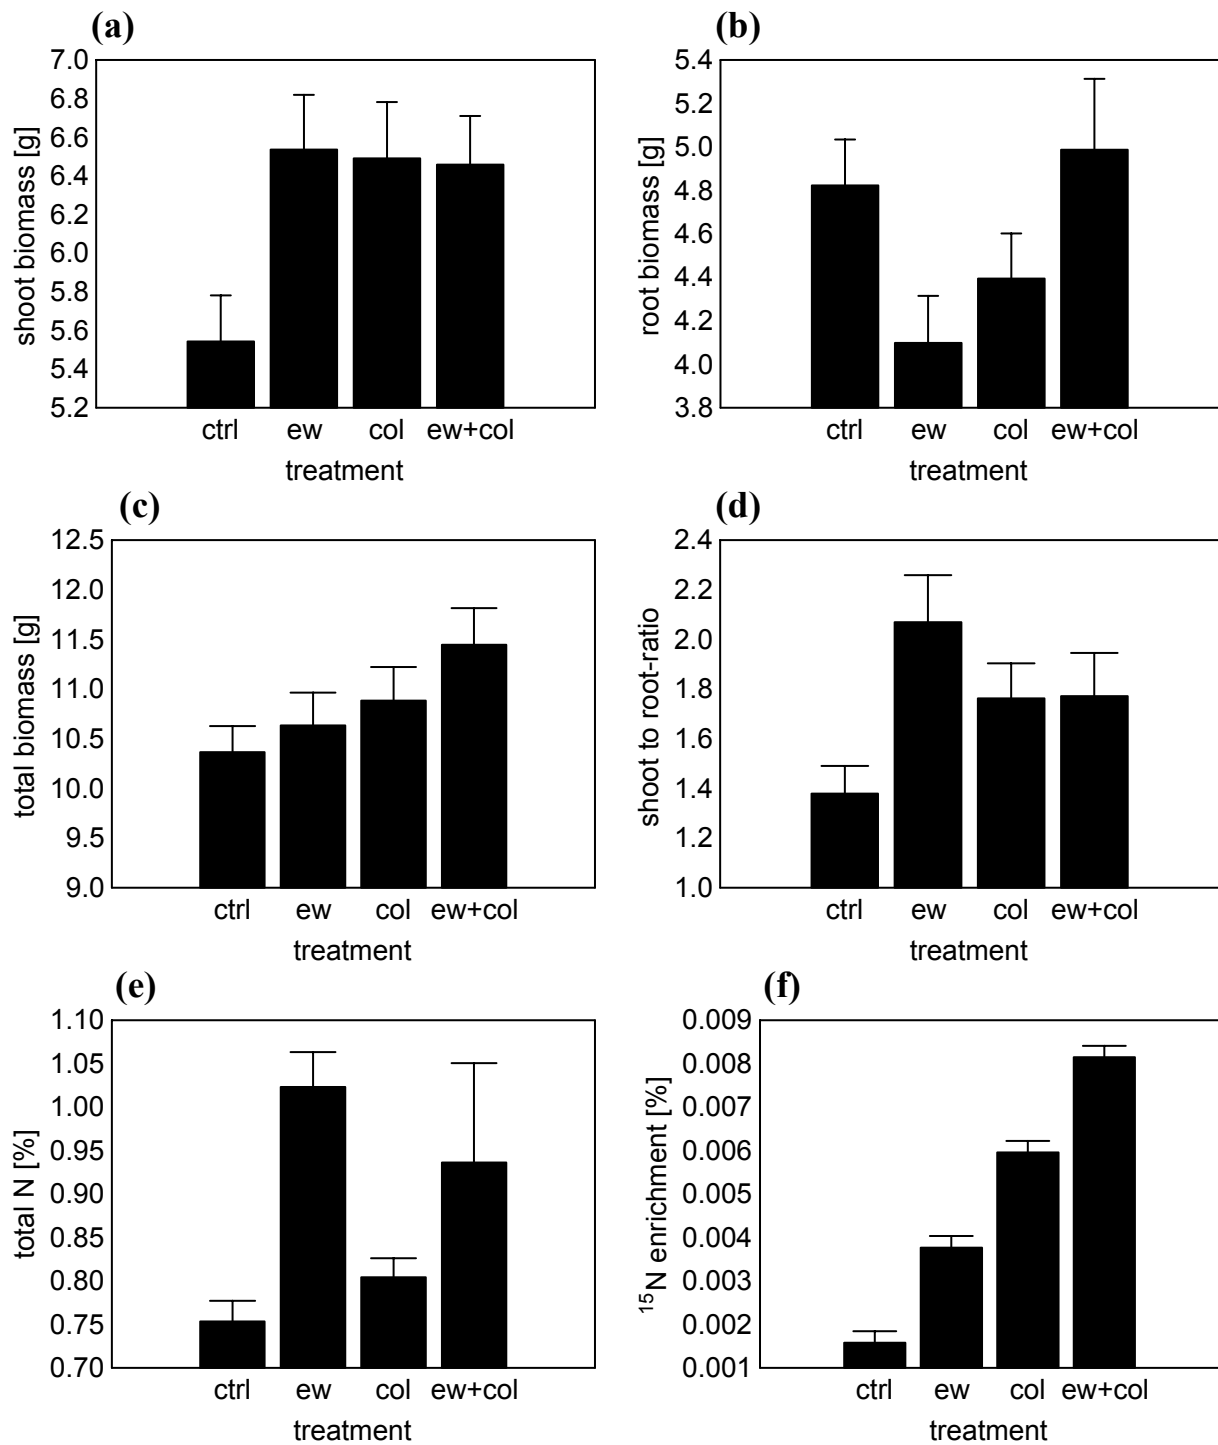 (a)
shoot biomass [g]
7.0
6.8
6.6
6.4
6.2
6.0
5.8
5.6
5.4
5.2
ctrl ew col ew+col
treatment
(b)
root biomass [g]
5.4
5.2
5.0
4.8
4.6
4.4
4.2
4.0
3.8
ctrl ew col ew+col
treatment
(c)
total biomass [g]
12.5
12.0
11.5
11.0
10.5
10.0
9.5
9.0
ctrl ew col ew+col
treatment
(d)
shoot to root-ratio
2.4
2.2
2.0
1.8
1.6
1.4
1.2
1.0
ctrl ew col ew+col
treatment
(e)
total N [%]
1.10
1.05
1.00
0.95
0.90
0.85
0.80
0.75
0.70
ctrl ew col ew+col
treatment
(f)
¹⁵N enrichment [%]
0.009
0.008
0.007
0.006
0.005
0.004
0.003
0.002
0.001
ctrl ew col ew+col
treatment